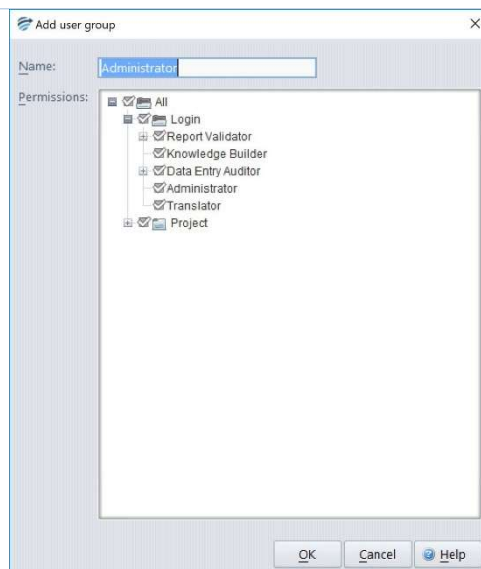 Add user group
Name: Administrator
Permissions:
All
Login
Report Validator
Knowledge Builder
Data Entry Auditor
Administrator
Translator
Project
OK Cancel Help